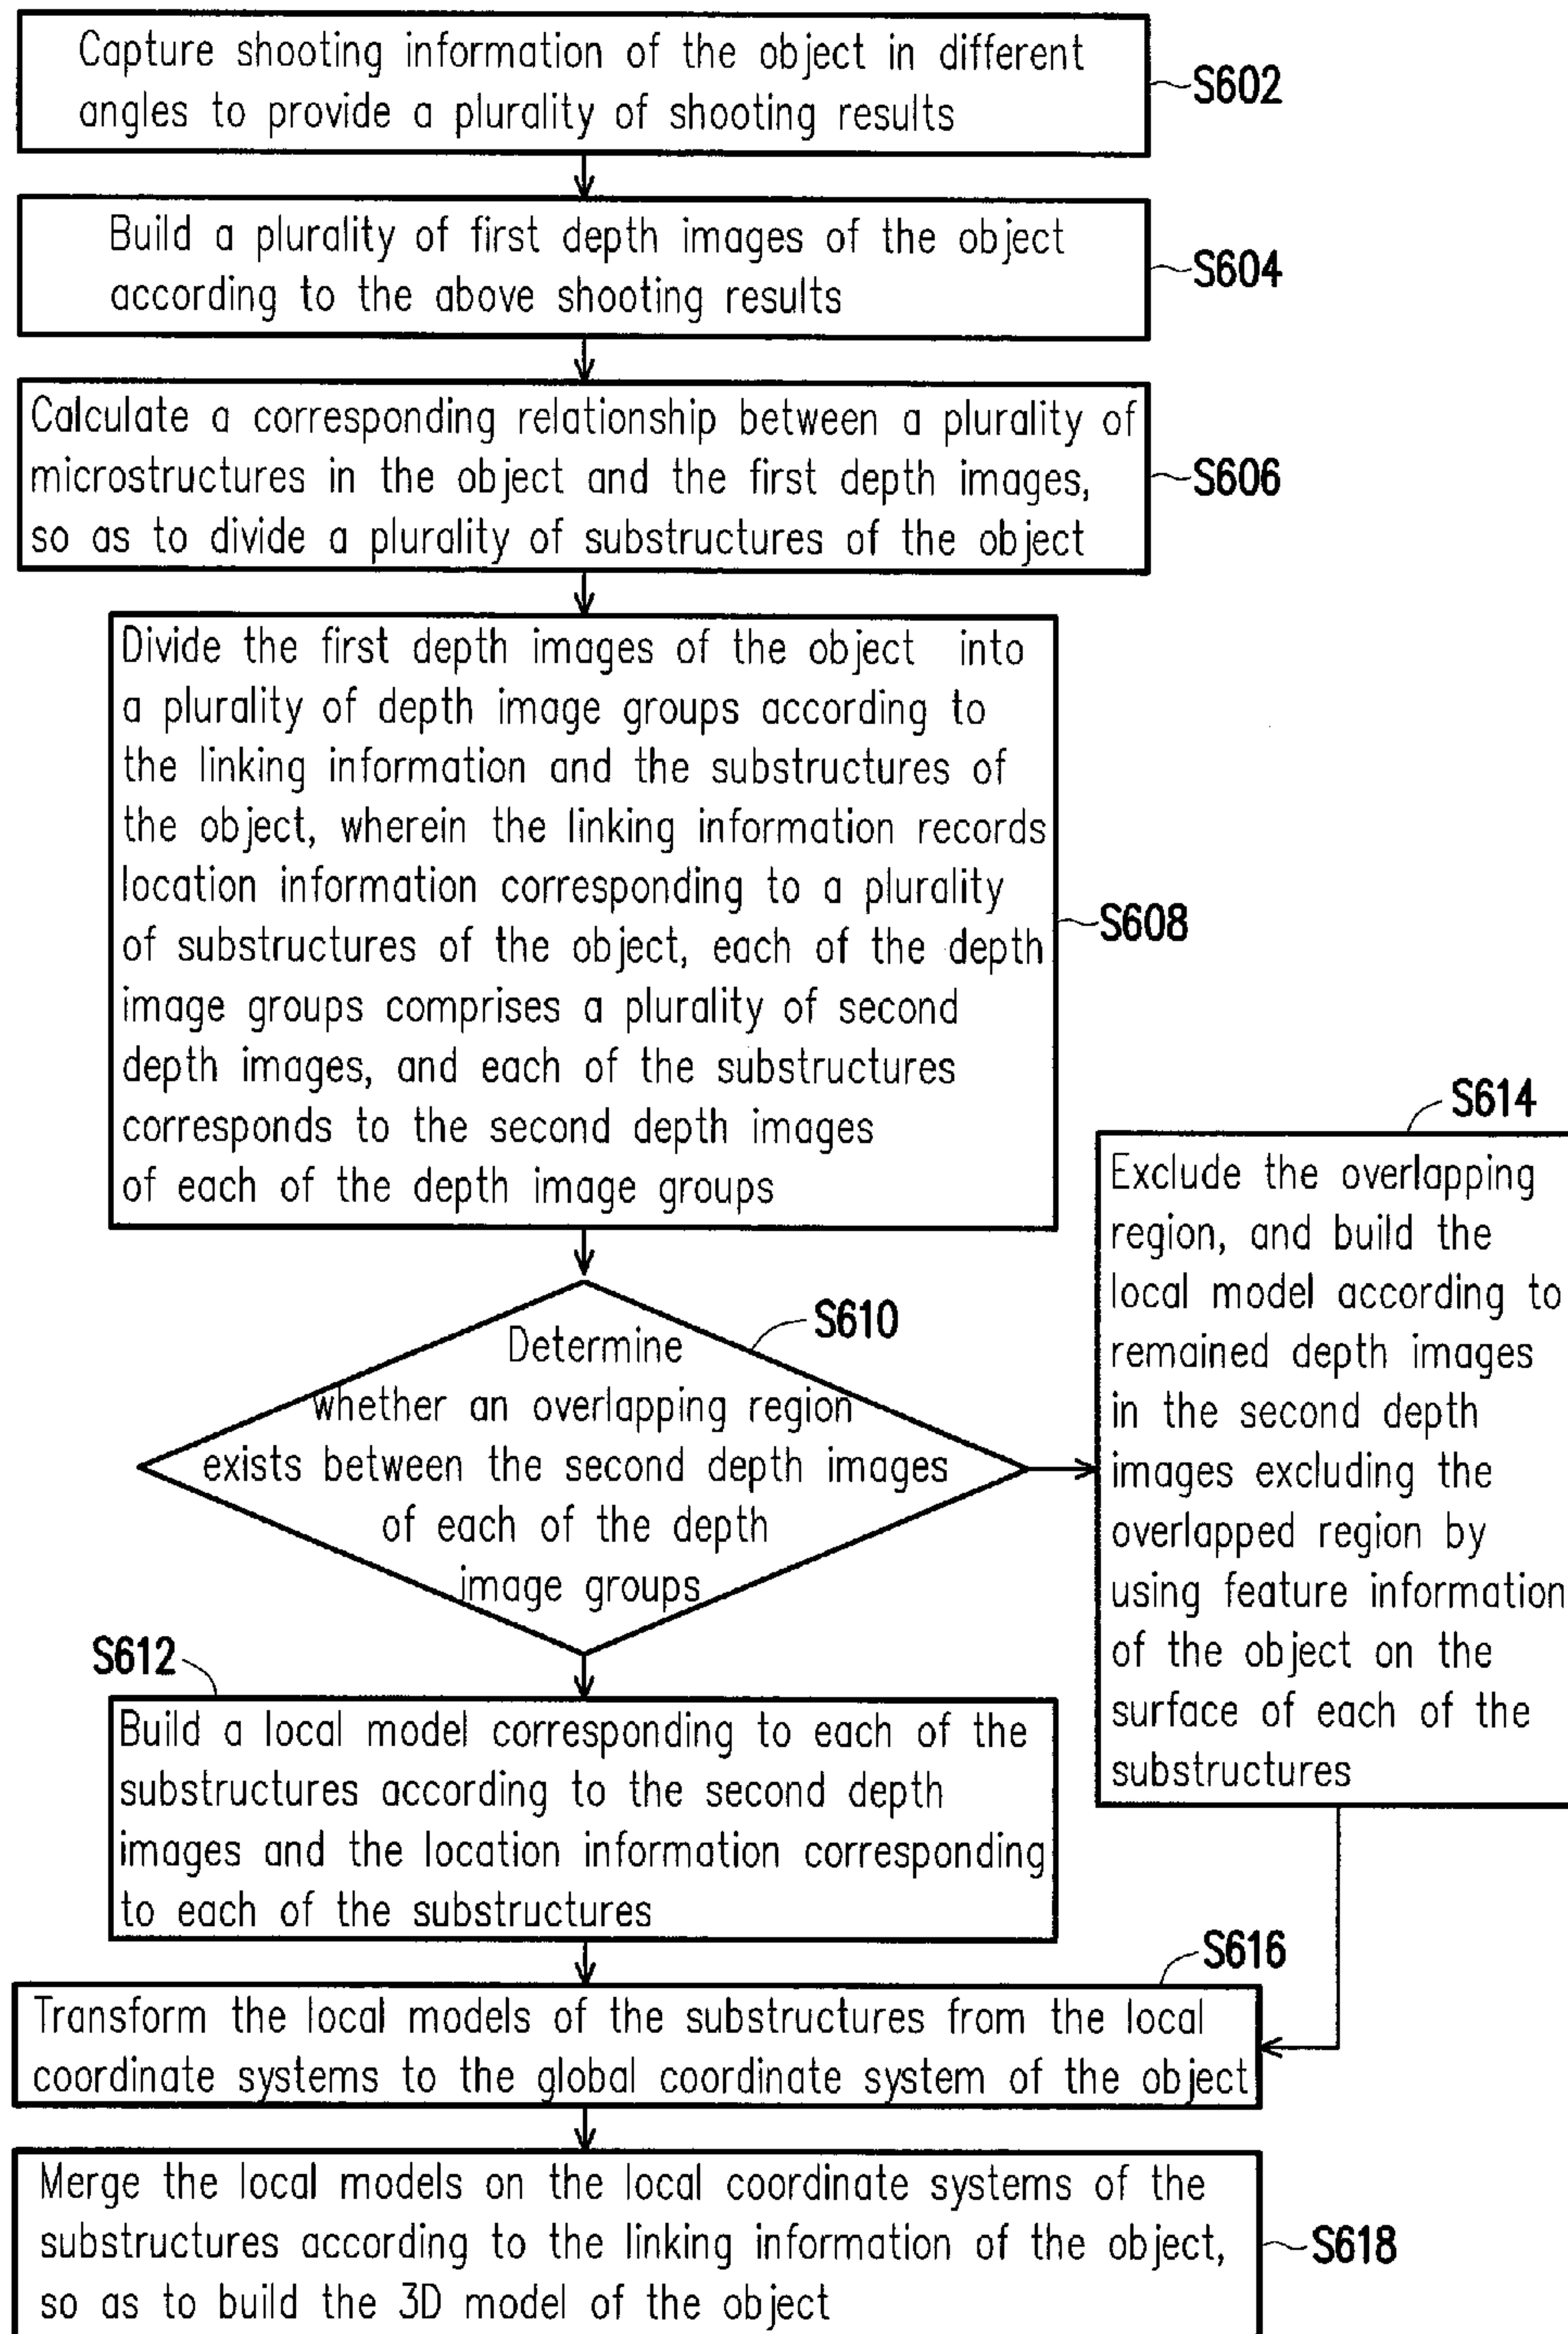 Capture shooting information of the object in different
angles to provide a plurality of shooting results
S602
Build a plurality of first depth images of the object
according to the above shooting results
S604
Calculate a corresponding relationship between a plurality of
microstructures in the object and the first depth images,
so as to divide a plurality of substructures of the object
S606
Divide the first depth images of the object into
a plurality of depth image groups according to
the linking information and the substructures of
the object, wherein the linking information records
location information corresponding to a plurality
of substructures of the object, each of the depth
image groups comprises a plurality of second
depth images, and each of the substructures
corresponds to the second depth images
of each of the depth image groups
S608
S610
Determine
whether an overlapping region
exists between the second depth images
of each of the depth
image groups
S614
Exclude the overlapping
region, and build the
local model according to
remained depth images
in the second depth
images excluding the
overlapped region by
using feature information
of the object on the
surface of each of the
substructures
S612
Build a local model corresponding to each of the
substructures according to the second depth
images and the location information corresponding
to each of the substructures
S616
Transform the local models of the substructures from the local
coordinate systems to the global coordinate system of the object
Merge the local models on the local coordinate systems of the
substructures according to the linking information of the object,
so as to build the 3D model of the object
S618